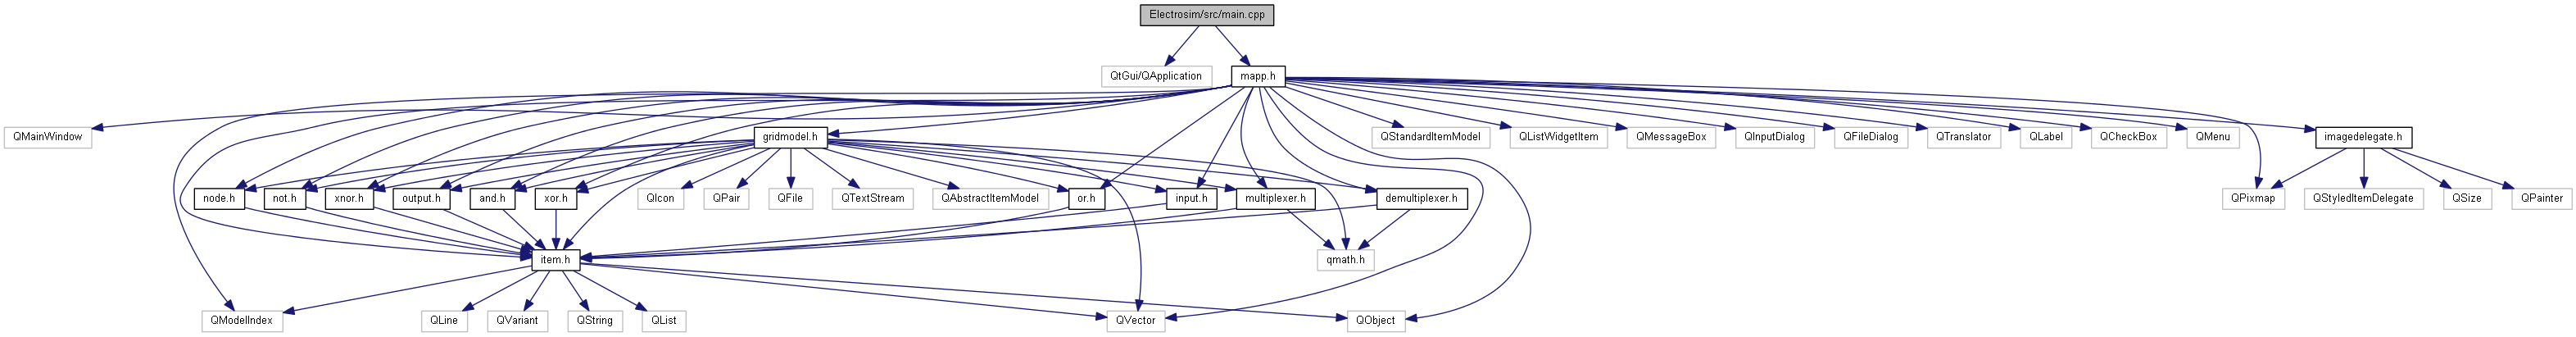 Electrosim/src/main.cpp
QtGui/QApplication
mapp.h
QMainWindow
gridmodel.h
QStandardItemModel
QListWidgetItem
QMessageBox
QInputDialog
QFileDialog
QTranslator
QLabel
QCheckBox
QMenu
imagedelegate.h
node.h
not.h
xnor.h
output.h
and.h
xor.h
QIcon
QPair
QFile
QTextStream
QAbstractItemModel
or.h
input.h
multiplexer.h
demultiplexer.h
QPixmap
QStyledItemDelegate
QSize
QPainter
item.h
qmath.h
QModelIndex
QLine
QVariant
QString
QList
QVector
QObject